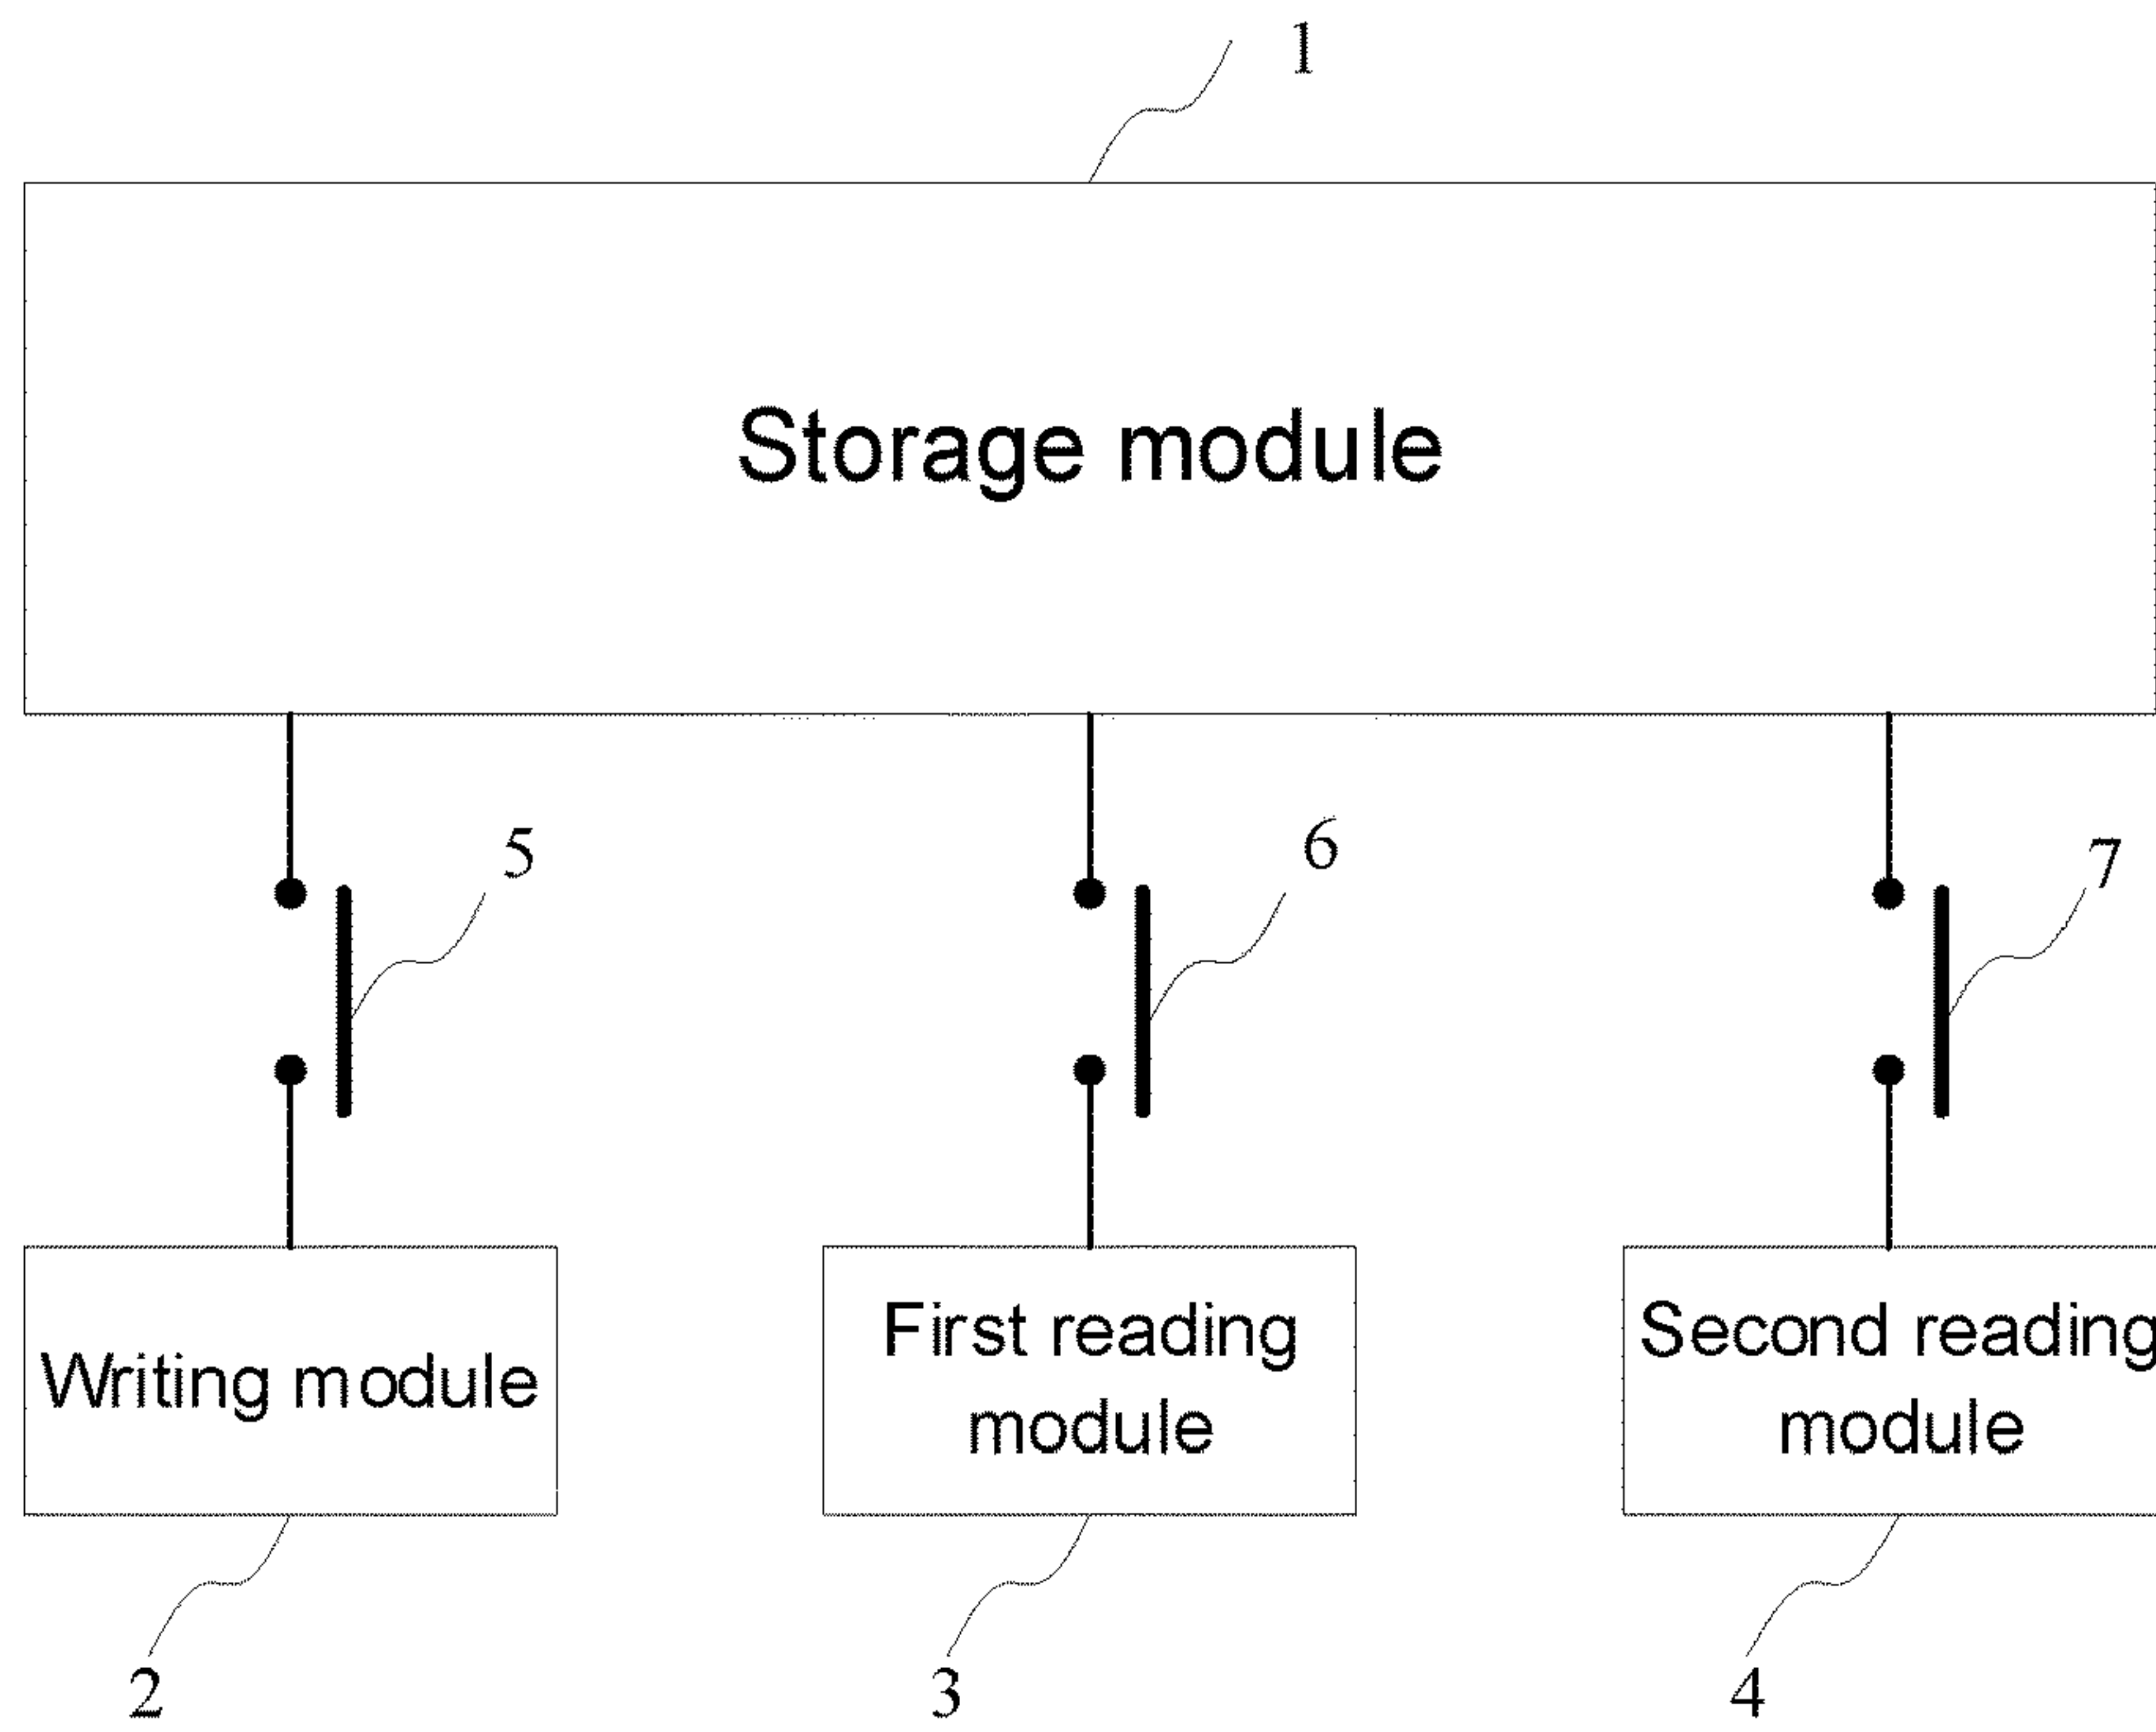 1
Storage module
5
6
7
Writing module
First reading
module
Second reading
module
2
3
4